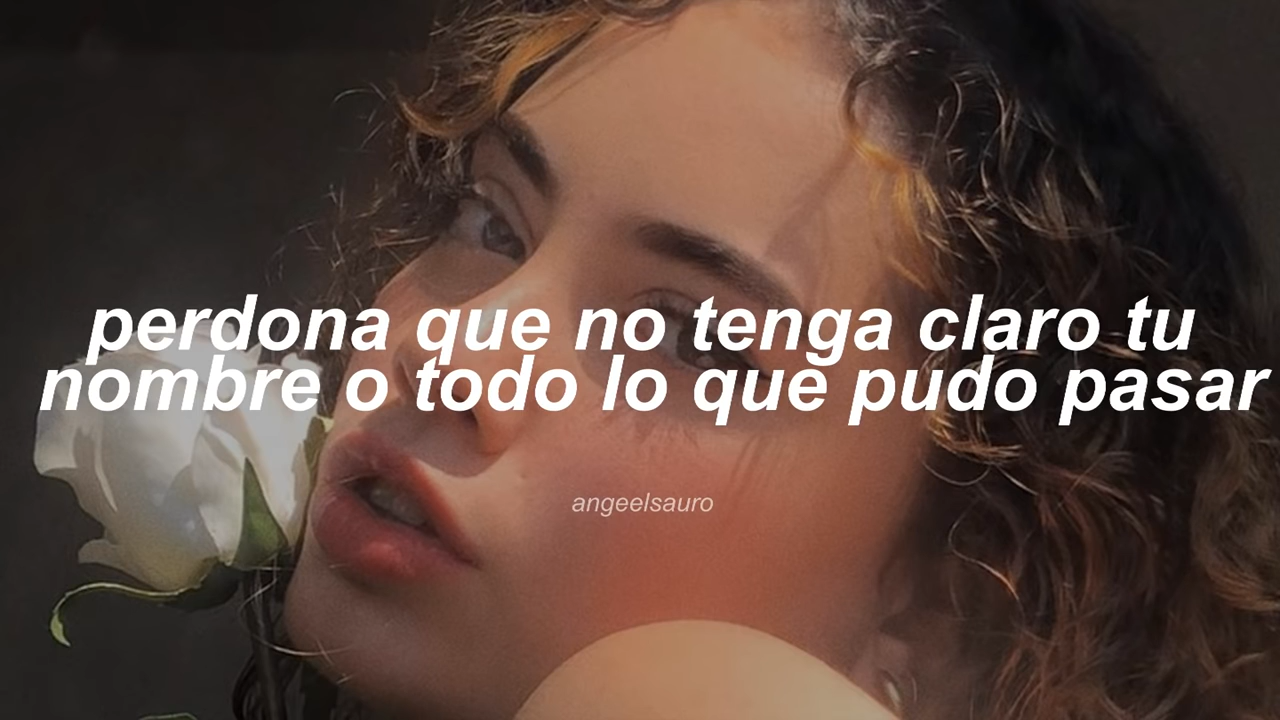 perdona que no tenga claro tu
nombre o todo lo que pudo pasar
angeelsauro